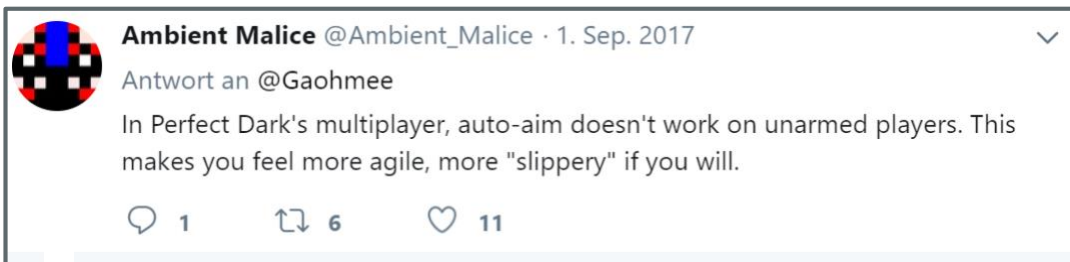 Ambient Malice @Ambient_Malice · 1. Sep. 2017
Antwort an @Gaohmee
In Perfect Dark's multiplayer, auto-aim doesn't work on unarmed players. This
makes you feel more agile, more "slippery" if you will.
1 6 11